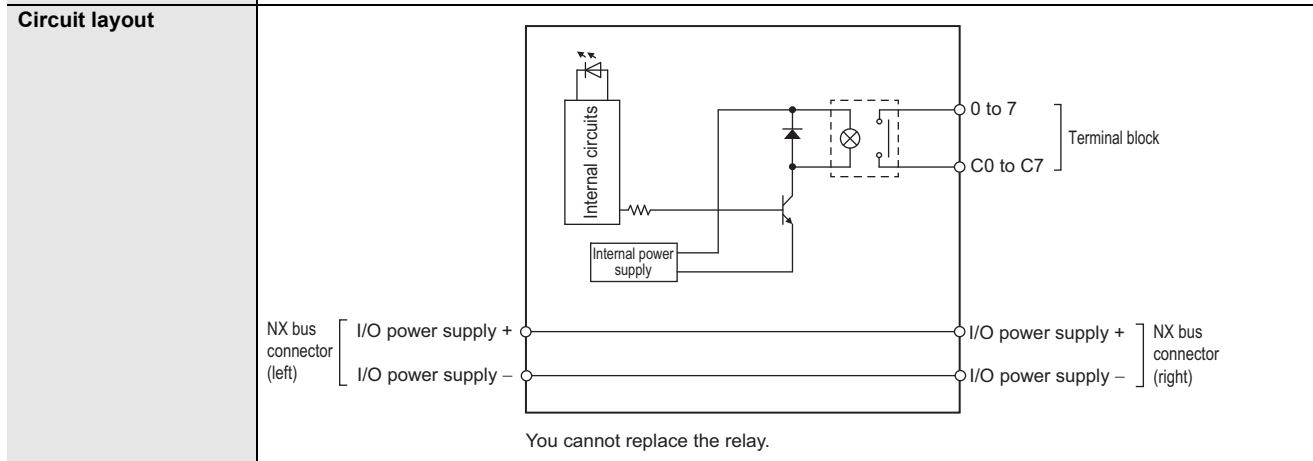 Circuit layout
Internal circuits
0 to 7
Terminal block
C0 to C7
Internal power
supply
NX bus
connector
(left)
I/O power supply +
I/O power supply –
I/O power supply +
I/O power supply –
NX bus
connector
(right)
You cannot replace the relay.